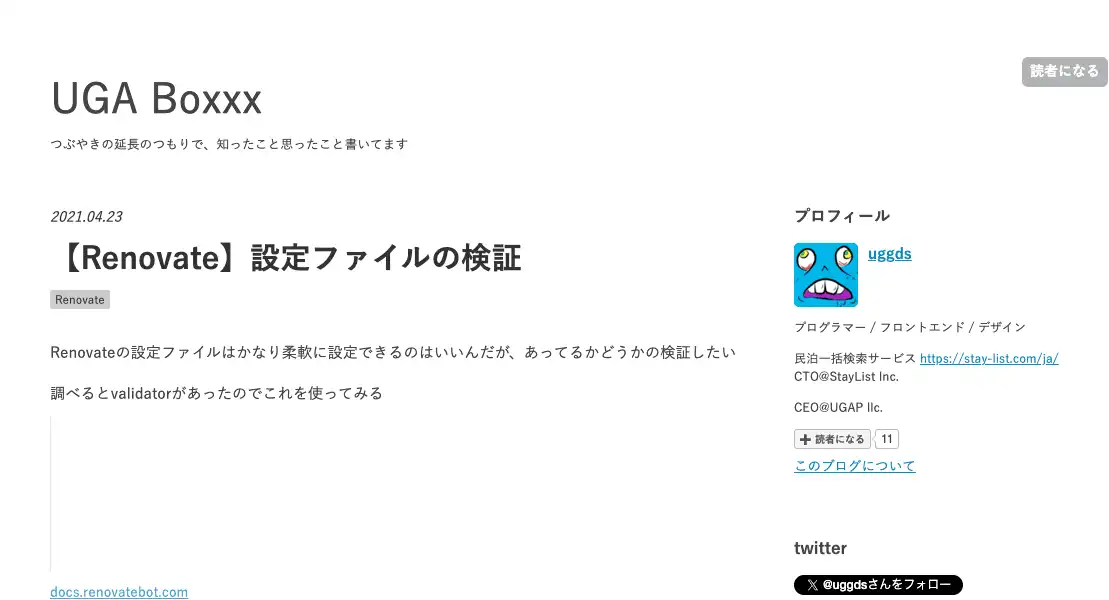 読者になる
UGA Boxxx
つぶやきの延長のつもりで、知ったこと思ったこと書いてます
2021.04.23
【Renovate】設定ファイルの検証
Renovate
Renovateの設定ファイルはかなり柔軟に設定できるのはいいんだが、あってるかどうかの検証したい
調べるとvalidatorがあったのでこれを使ってみる
docs.renovatebot.com
プロフィール
uggds
プログラマー / フロントエンド / デザイン
民泊一括検索サービス https://stay-list.com/ja/
CTO@StayList Inc.
CEO@UGAP llc.
読者になる 11
このブログについて
twitter
@uggdsさんをフォロー